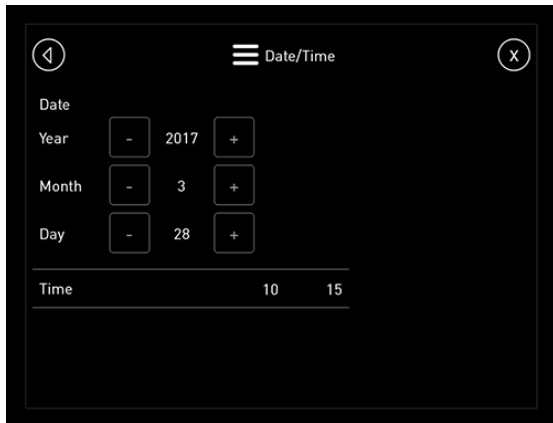 Date/Time X
Date
Year - 2017 +
Month - 3 +
Day - 28 +
Time 10 15